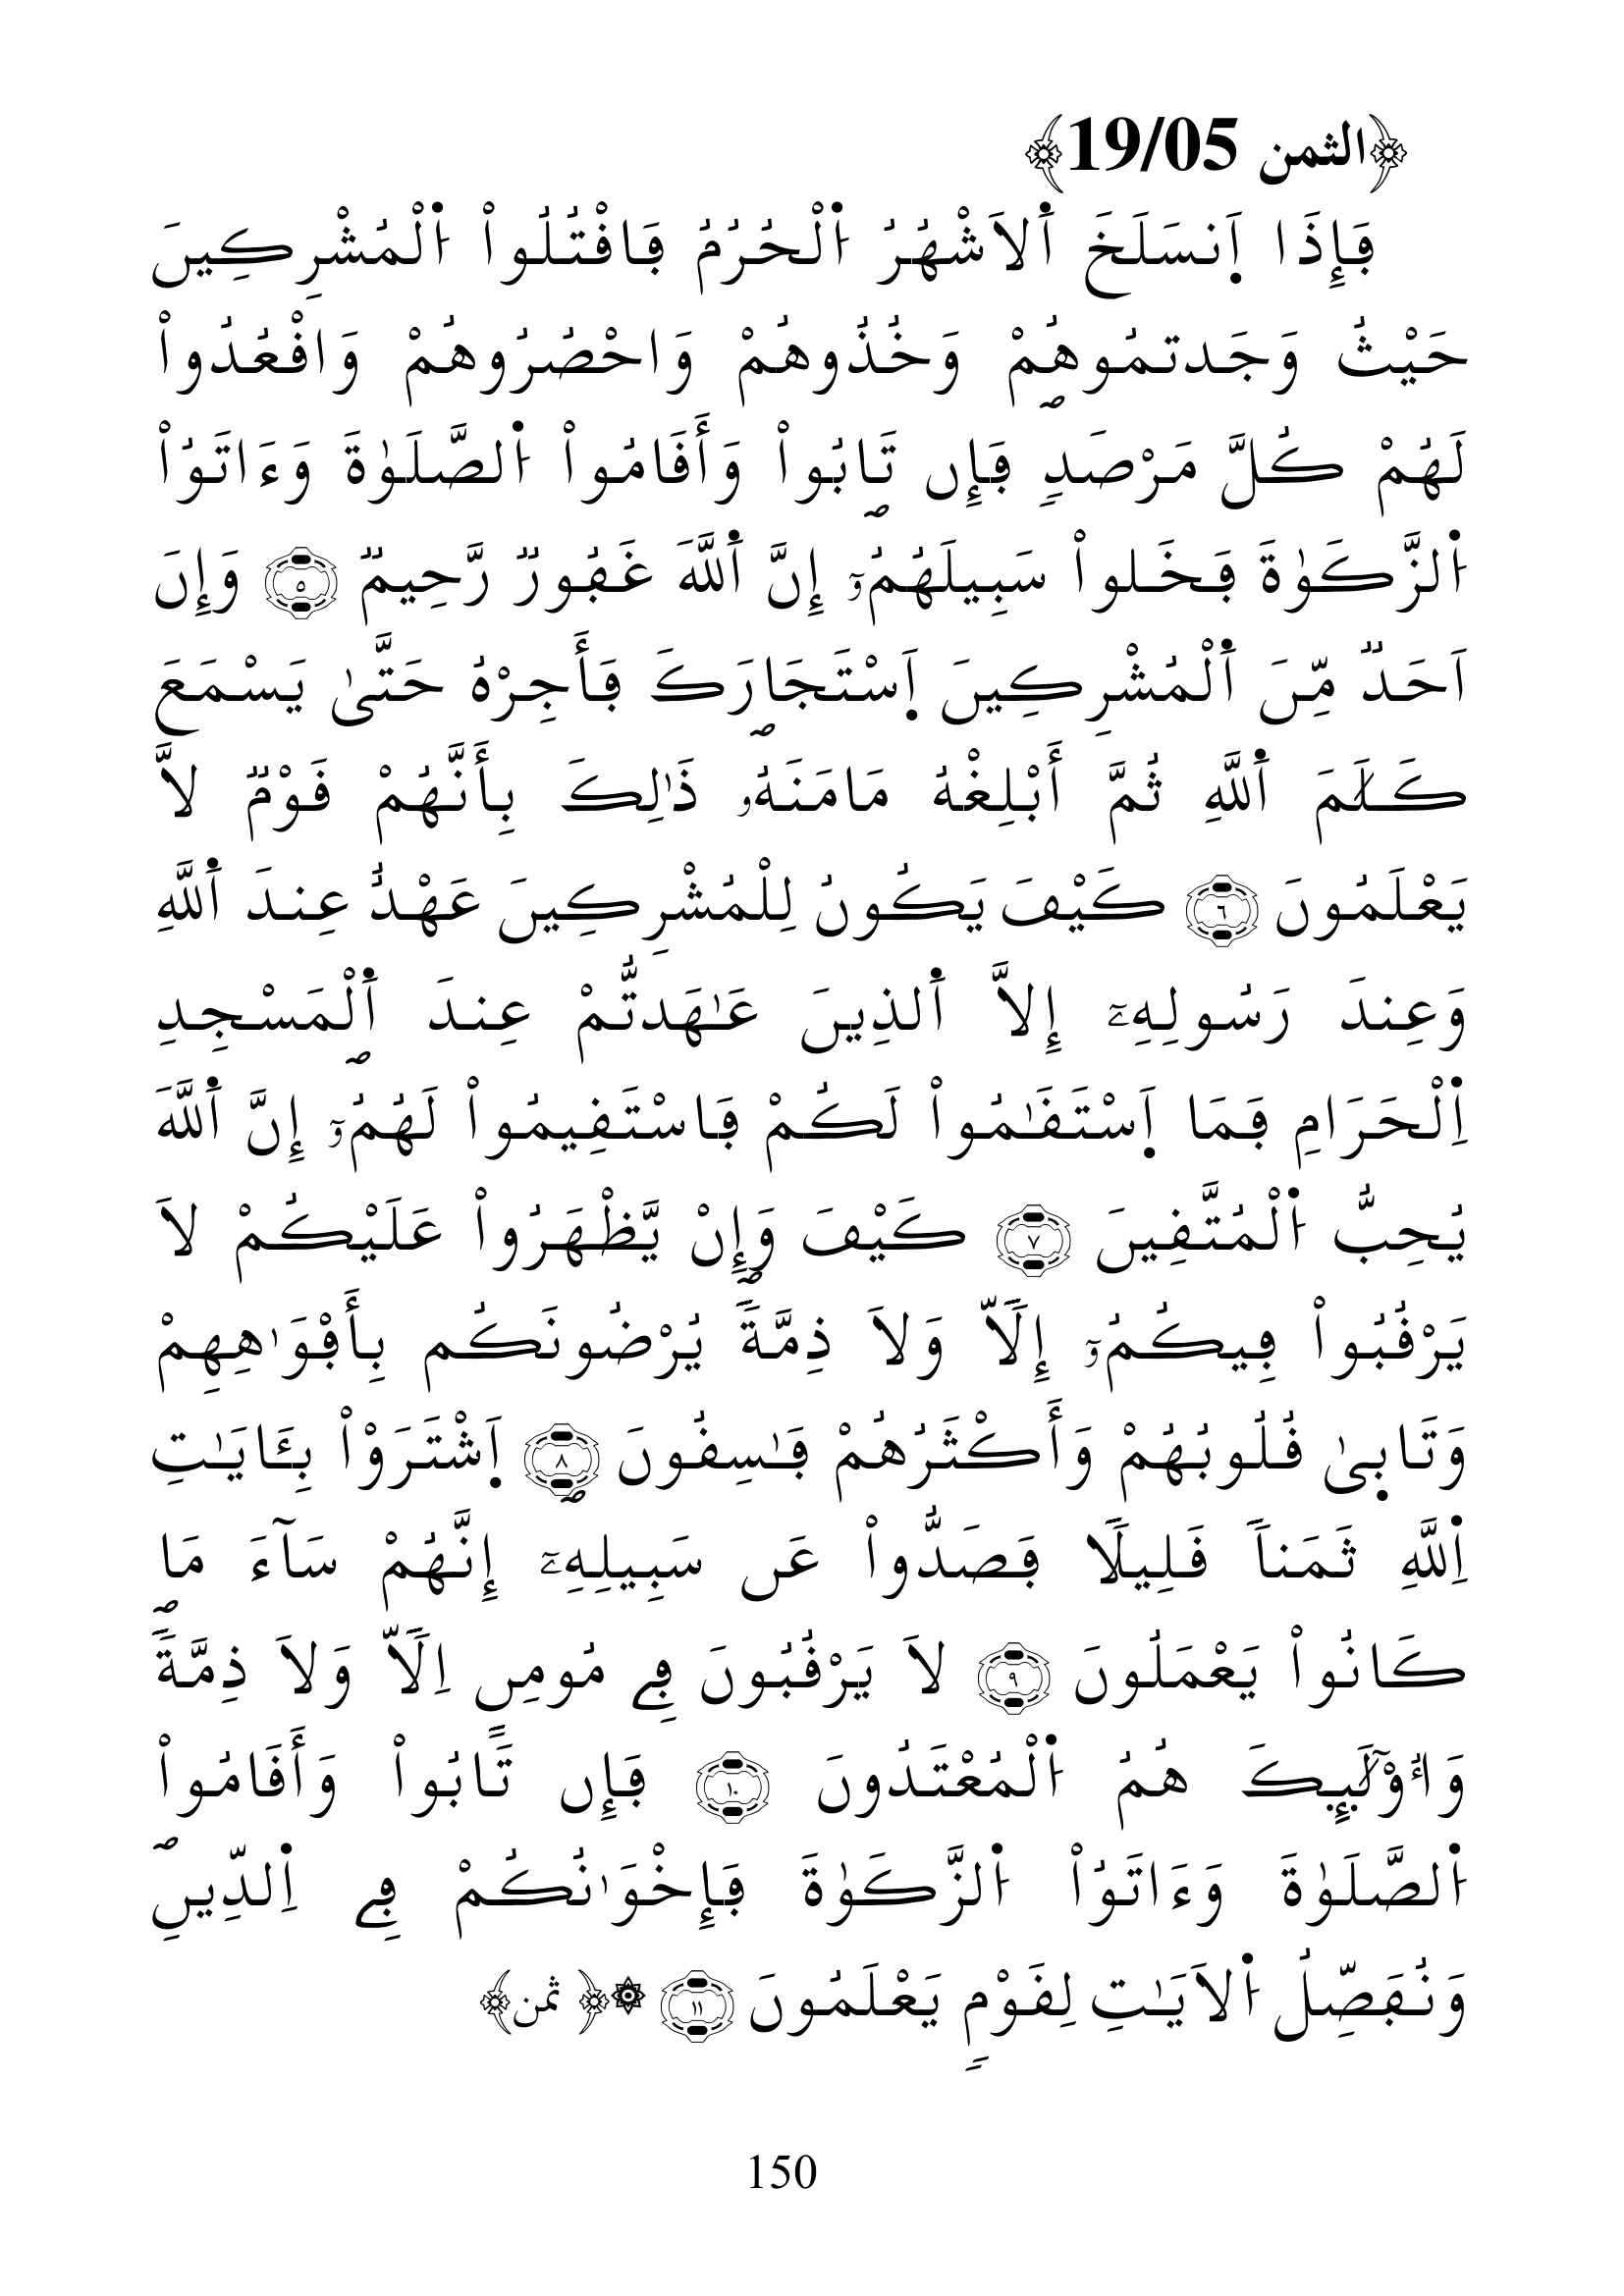 ﴿الثمن 19/05﴾
فَإِذَا اَ۪نسَلَخَ اَ۬لَاشْهُرُ اُ۬لْحُرُمُ فَاقْتُلُواْ اُ۬لْمُشْرِكِينَ
حَيْثُ وَجَدتمُوهُمْ وَخُذُوهُمْ وَاحْصُرُوهُمْ وَاقْعُدُواْ
لَهُمْ كُلَّ مَرْصَدٖ فَإِن تَابُواْ وَأَقَامُواْ اُ۬لصَّلَوٰةَ وَءَاتَوُاْ
اُ۬لزَّكَوٰةَ فَخَلواْ سَبِيلَهُمُۥٓ إِنَّ اَ۬للَّهَ غَفُورٞ رَّحِيمٞ ٥ وَإِنَ
اَحَدٞ مِّنَ اَ۬لْمُشْرِكِينَ اَ۪سْتَجَارَكَ فَأَجِرْهُ حَتَّىٰ يَسْمَعَ
كَلَٰمَ اَ۬للَّهِ ثُمَّ أَبْلِغْهُ مَامَنَهُۥ ذَٰلِكَ بِأَنَّهُمْ قَوْمٞ لَّا
يَعْلَمُونَ ٦ كَيْفَ يَكُونُ لِلْمُشْرِكِينَ عَهْدٌ عِندَ اَ۬للَّهِ
وَعِندَ رَسُولِهِۦٓ إِلَّا اَ۬لذِينَ عَٰهَدتُّمْ عِندَ اَ۬لْمَسْجِدِ
اِ۬لْحَرَامِ فَمَا اَ۪سْتَقَٰمُواْ لَكُمْ فَاسْتَقِيمُواْ لَهُمُۥٓ إِنَّ اَ۬للَّهَ
يُحِبُّ اُ۬لْمُتَّقِينَ ٧ كَيْفَ وَإِنْ يَّظْهَرُواْ عَلَيْكُمْ لَا
يَرْقُبُواْ فِيكُمُۥٓ إِلّاٗ وَلَا ذِمَّةٗ يُرْضُونَكُم بِأَفْوَٰهِهِمْ
وَتَابِىٰ قُلُوبُهُمْ وَأَكْثَرُهُمْ فَٰسِقُونَ ٨ اَ۪شْتَرَوْاْ بِـَٔايَٰتِ
اِ۬للَّهِ ثَمَناٗ قَلِيلٗا فَصَدُّواْ عَن سَبِيلِهِۦٓ إِنَّهُمْ سَآءَ مَا
كَانُواْ يَعْمَلُونَ ٩ لَا يَرْقُبُونَ فِے مُومِنٍ اِلّاٗ وَلَا ذِمَّةٗ
وَأُوْلَٰٓئِكَ هُمُ اُ۬لْمُعْتَدُونَ ١٠ فَإِن تَابُواْ وَأَقَامُواْ
اُ۬لصَّلَوٰةَ وَءَاتَوُاْ اُ۬لزَّكَوٰةَ فَإِخْوَٰنُكُمْ فِے اِ۬لدِّينِ
وَنُفَصِّلُ اُ۬لَايَٰتِ لِقَوْمٖ يَعْلَمُونَ ١١ ۞﴿ ثمن﴾
150